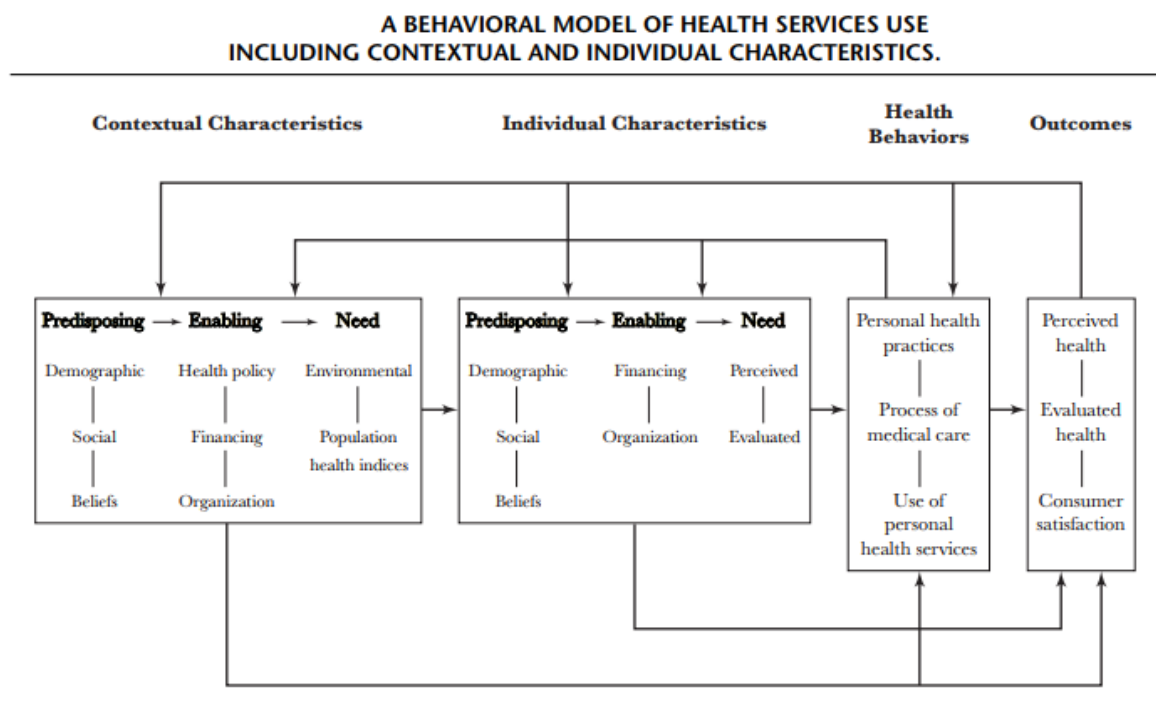 A BEHAVIORAL MODEL OF HEALTH SERVICES USE
INCLUDING CONTEXTUAL AND INDIVIDUAL CHARACTERISTICS.
Contextual Characteristics
Individual Characteristics
Health
Behaviors
Outcomes
Predisposing Enabling Need
Demographic Health policy Environmental
Social Financing Population
health indices
Beliefs Organization
Predisposing Enabling Need
Demographic Financing Perceived
Social Organization Evaluated
Beliefs
Personal health
practices
Process of
medical care
Use of
personal
health services
Perceived
health
Evaluated
health
Consumer
satisfaction